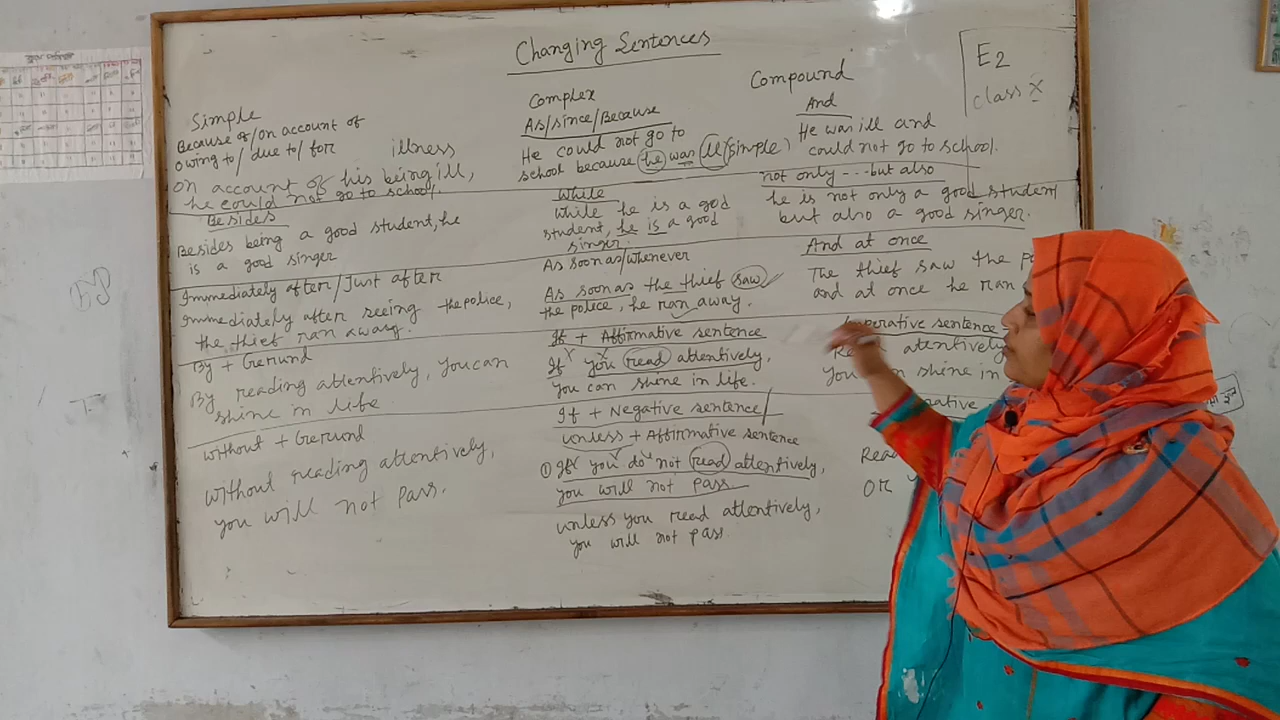 Changing Sentences
E2
class X
Simple
Because of/on account of
owing to/due to/for
illness
on account of his being ill,
he could not go to school.
Besides
Besides being a good student, he
is a good singer
Immediately after/Just after
Immediately after seeing the police,
the thief ran away.
By + Gerund
By reading attentively, you can
shine in life
without + Gerund
without reading attentively,
you will not pass.
Complex
As/since/Because
He could not go to
school because he was ill (simple)
While
while he is a god
student, he is a good
singer.
As soon as/whenever
As soon as the thief saw
the police, he ran away.
If + Affirmative sentence
If you read attentively,
you can shine in life.
If + Negative sentence/
unless + Affirmative sentence
① If you do not read attentively,
you will not pass.
unless you read attentively,
you will not pass.
Compound
And
He was ill and
could not go to school.
not only ---but also
he is not only a good student
but also a good singer.
And at once
The thief saw the
and at once he ran
sentence
atentively
shine in
OR